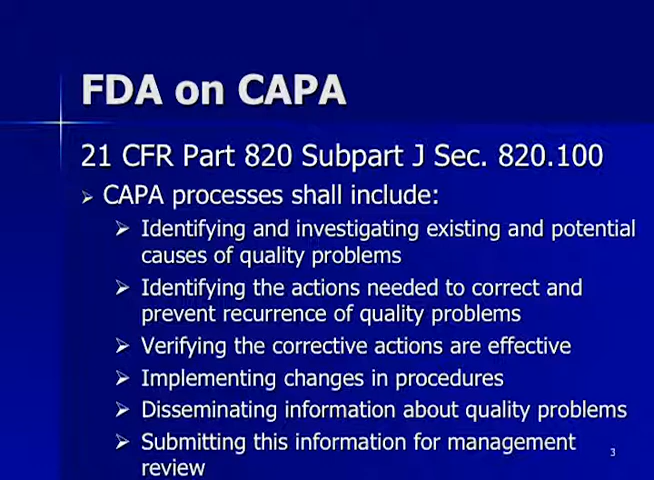 FDA on CAPA
21 CFR Part 820 Subpart J Sec. 820.100
CAPA processes shall include:
Identifying and investigating existing and potential
causes of quality problems
Identifying the actions needed to correct and
prevent recurrence of quality problems
Verifying the corrective actions are effective
Implementing changes in procedures
Disseminating information about quality problems
Submitting this information for management
review
3